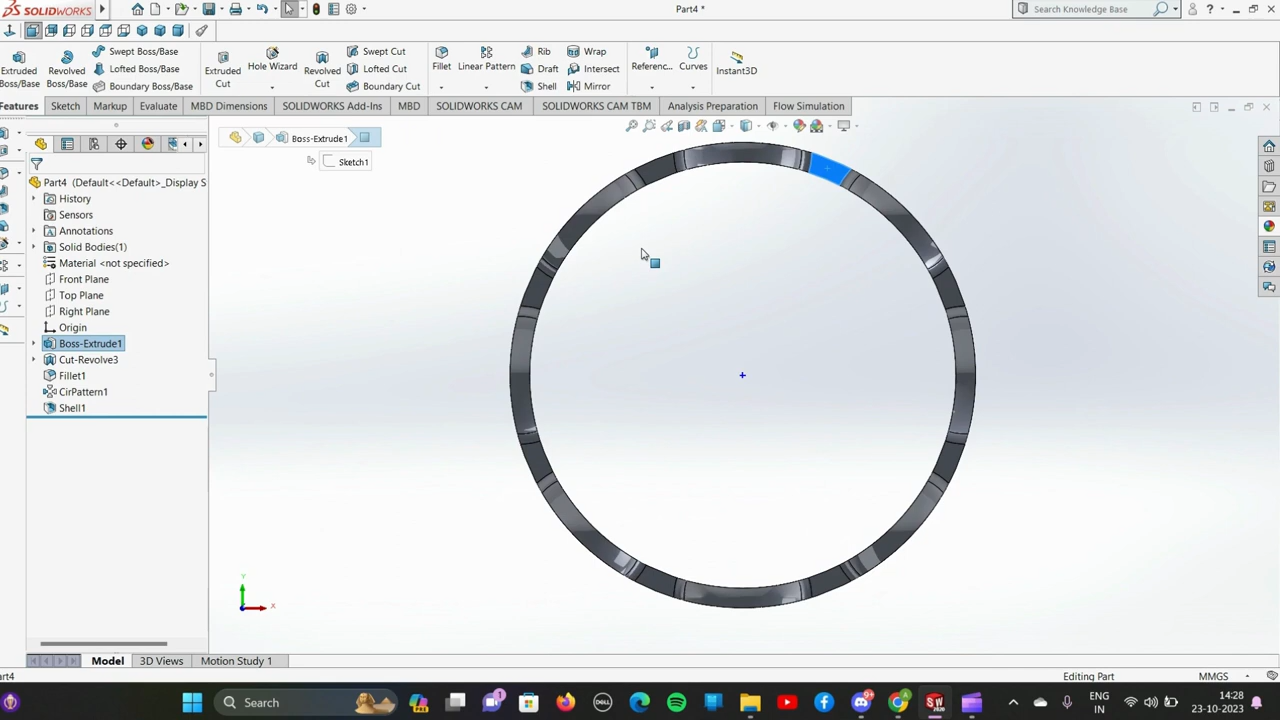 SOLIDWORKS
Part4 *
Search Knowledge Base
Extruded Boss/Base
Revolved Boss/Base
Swept Boss/Base
Lofted Boss/Base
Boundary Boss/Base
Extruded Cut
Hole Wizard
Revolved Cut
Swept Cut
Lofted Cut
Boundary Cut
Fillet
Linear Pattern
Rib
Draft
Shell
Wrap
Intersect
Mirror
Referenc...
Curves
Instant3D
Features
Sketch
Markup
Evaluate
MBD Dimensions
SOLIDWORKS Add-Ins
MBD
SOLIDWORKS CAM
SOLIDWORKS CAM TBM
Analysis Preparation
Flow Simulation
Boss-Extrude1
Sketch1
Part4 (Default<<Default>_Display S
History
Sensors
Annotations
Solid Bodies(1)
Material <not specified>
Front Plane
Top Plane
Right Plane
Origin
Boss-Extrude1
Cut-Revolve3
Fillet1
CirPattern1
Shell1
Y
X
Model
3D Views
Motion Study 1
art4
Editing Part
MMGS
Search
ENG
IN
14:28
23-10-2023